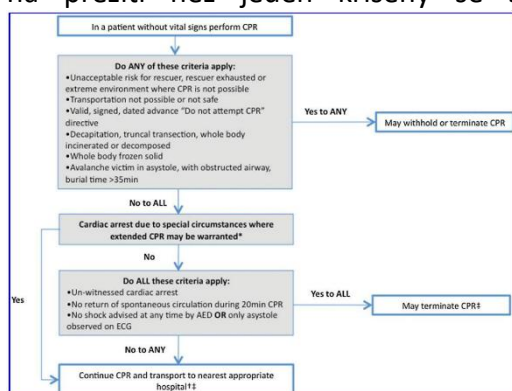 na přežití než jeden kříšený se
In a patient without vital signs perform CPR
Do ANY of these criteria apply:
•Unacceptable risk for rescuer, rescuer exhausted or
extreme environment where CPR is not possible
•Transportation not possible or not safe
•Valid, signed, dated advance "Do not attempt CPR"
directive
•Decapitation, truncal transection, whole body
incinerated or decomposed
•Whole body frozen solid
•Avalanche victim in asystole, with obstructed airway,
burial time >35min
Yes to ANY
May withhold or terminate CPR
No to ALL
Cardiac arrest due to special circumstances where
extended CPR may be warranted*
No
Yes
Do ALL these criteria apply:
•Un-witnessed cardiac arrest
•No return of spontaneous circulation during 20min CPR
•No shock advised at any time by AED OR only asystole
observed on ECG
Yes to ALL
May terminate CPR‡
No to ANY
Continue CPR and transport to nearest appropriate
hospital†‡